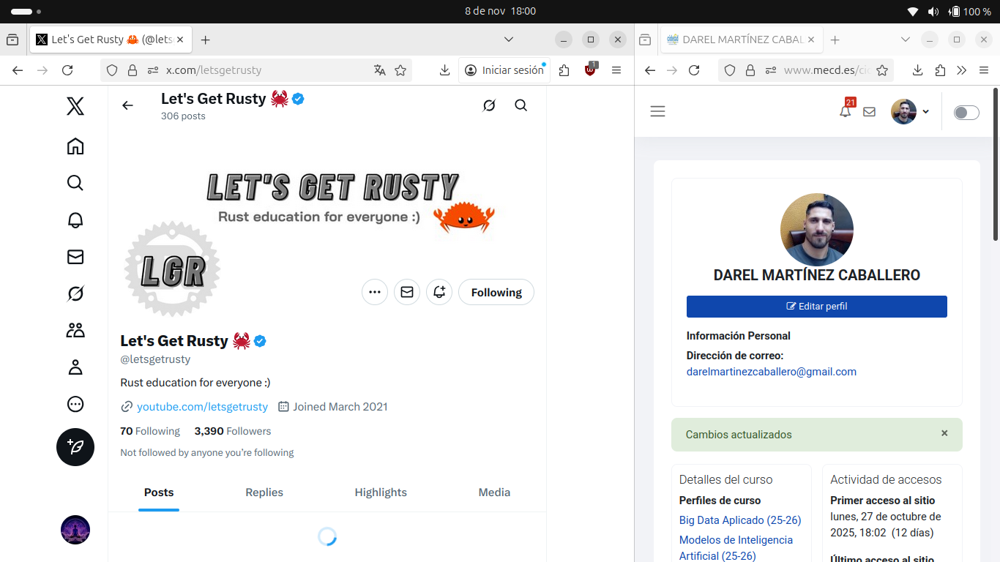 8 de nov 18:00
100 %
Let's Get Rusty 🦀 (@lets
x.com/letsgetrusty
Iniciar sesión
1
Let's Get Rusty 🦀
306 posts
LET'S GET RUSTY
Rust education for everyone :)
LGR
Following
Let's Get Rusty 🦀
@letsgetrusty
Rust education for everyone :)
youtube.com/letsgetrusty Joined March 2021
70 Following 3,390 Followers
Not followed by anyone you're following
Posts Replies Highlights Media
DAREL MARTÍNEZ CABAL
www.mecd.es/ci
21
DAREL MARTÍNEZ CABALLERO
Editar perfil
Información Personal
Dirección de correo:
darelmartinezcaballero@gmail.com
Cambios actualizados
×
Detalles del curso
Perfiles de curso
Big Data Aplicado (25-26)
Modelos de Inteligencia
Artificial (25-26)
Actividad de accesos
Primer acceso al sitio
lunes, 27 de octubre de
2025, 18:02 (12 días)
Último acceso al sitio